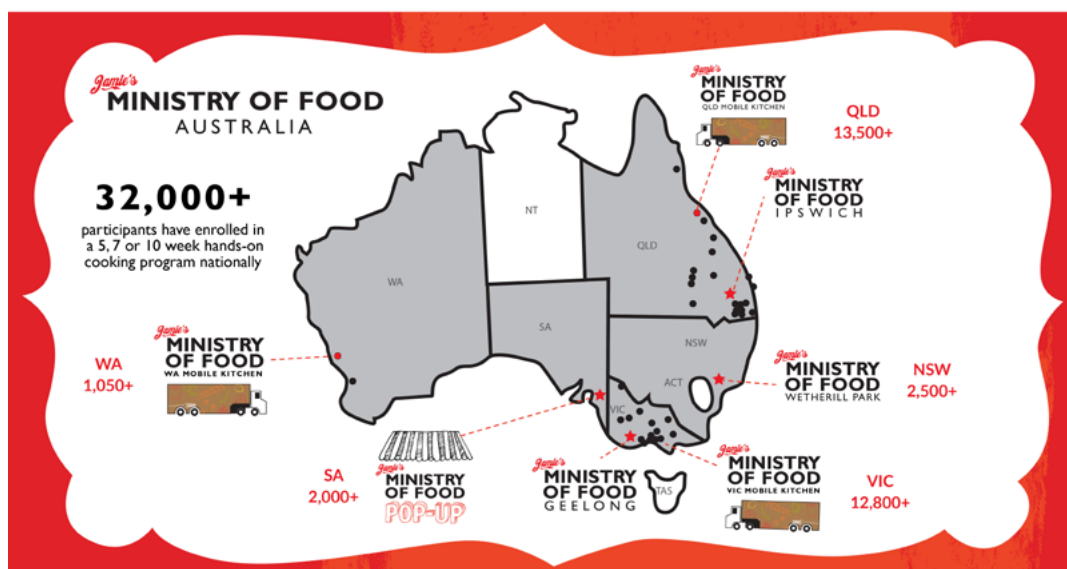 Jamie's
MINISTRY OF FOOD
AUSTRALIA
32,000+
participants have enrolled in
a 5, 7 or 10 week hands-on
cooking program nationally
Jamie's
MINISTRY
OF FOOD
QLD MOBILE KITCHEN
QLD
13,500+
Jamie's
MINISTRY
OF FOOD
IPSWICH
NT
QLD
WA
SA
NSW
ACT
VIC
TAS
WA
1,050+
Jamie's
MINISTRY
OF FOOD
WA MOBILE KITCHEN
Jamie's
MINISTRY
OF FOOD
WETHERILL PARK
NSW
2,500+
SA
2,000+
Jamie's
MINISTRY
OF FOOD
POP-UP
Jamie's
MINISTRY
OF FOOD
GEELONG
Jamie's
MINISTRY
OF FOOD
VIC MOBILE KITCHEN
VIC
12,800+